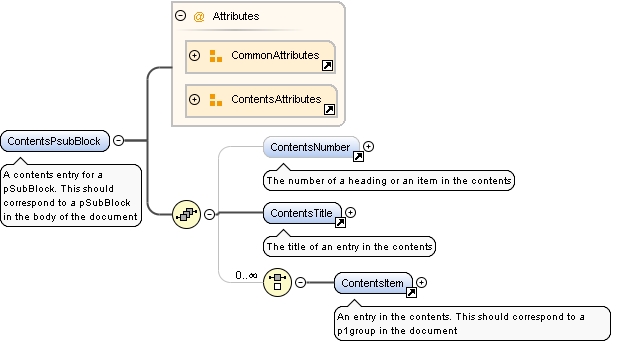 Attributes
CommonAttributes
ContentsAttributes
ContentsPsubBlock
A contents entry for a
pSubBlock. This should
correspond to a pSubBlock
in the body of the document
ContentsNumber
The number of a heading or an item in the contents
ContentsTitle
The title of an entry in the contents
0..∞
ContentsItem
An entry in the contents. This should correspond to a
p1group in the document